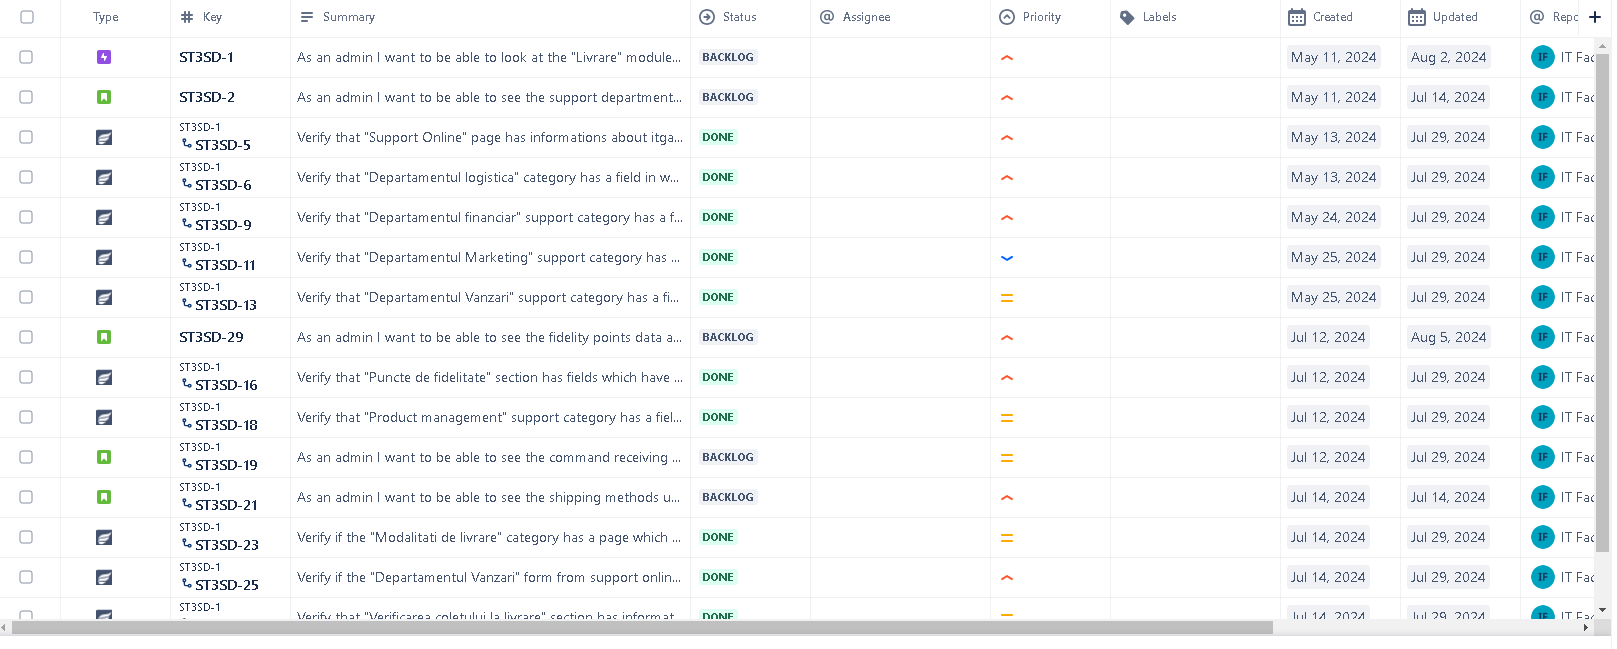 Type Key Summary Status Assignee Priority Labels Created Updated Repo
ST3SD-1 As an admin I want to be able to look at the "Livrare" module... BACKLOG May 11, 2024 Aug 2, 2024 IF IT Fac
ST3SD-2 As an admin I want to be able to see the support department... BACKLOG May 11, 2024 Jul 14, 2024 IF IT Fac
ST3SD-1
ST3SD-5 Verify that "Support Online" page has informations about itga... DONE May 13, 2024 Jul 29, 2024 IF IT Fac
ST3SD-1
ST3SD-6 Verify that "Departamentul logistica" category has a field in w... DONE May 13, 2024 Jul 29, 2024 IF IT Fac
ST3SD-1
ST3SD-9 Verify that "Departamentul financiar" support category has a f... DONE May 24, 2024 Jul 29, 2024 IF IT Fac
ST3SD-1
ST3SD-11 Verify that "Departamentul Marketing" support category has ... DONE May 25, 2024 Jul 29, 2024 IF IT Fac
ST3SD-1
ST3SD-13 Verify that "Departamentul Vanzari" support category has a fi... DONE May 25, 2024 Jul 29, 2024 IF IT Fac
ST3SD-29 As an admin I want to be able to see the fidelity points data a... BACKLOG Jul 12, 2024 Aug 5, 2024 IF IT Fac
ST3SD-1
ST3SD-16 Verify that "Puncte de fidelitate" section has fields which have ... DONE Jul 12, 2024 Jul 29, 2024 IF IT Fac
ST3SD-1
ST3SD-18 Verify that "Product management" support category has a fiel... DONE Jul 12, 2024 Jul 29, 2024 IF IT Fac
ST3SD-1
ST3SD-19 As an admin I want to be able to see the command receiving ... BACKLOG Jul 12, 2024 Jul 29, 2024 IF IT Fac
ST3SD-1
ST3SD-21 As an admin I want to be able to see the shipping methods u... BACKLOG Jul 14, 2024 Jul 14, 2024 IF IT Fac
ST3SD-1
ST3SD-23 Verify if the "Modalitati de livrare" category has a page which ... DONE Jul 14, 2024 Jul 29, 2024 IF IT Fac
ST3SD-1
ST3SD-25 Verify if the "Departamentul Vanzari" form from support onlin... DONE Jul 14, 2024 Jul 29, 2024 IF IT Fac
ST3SD-1
Verify that "Verificarea coletului la livrare" section has informat... DONE Jul 14, 2024 Jul 29, 2024 IF IT Fac